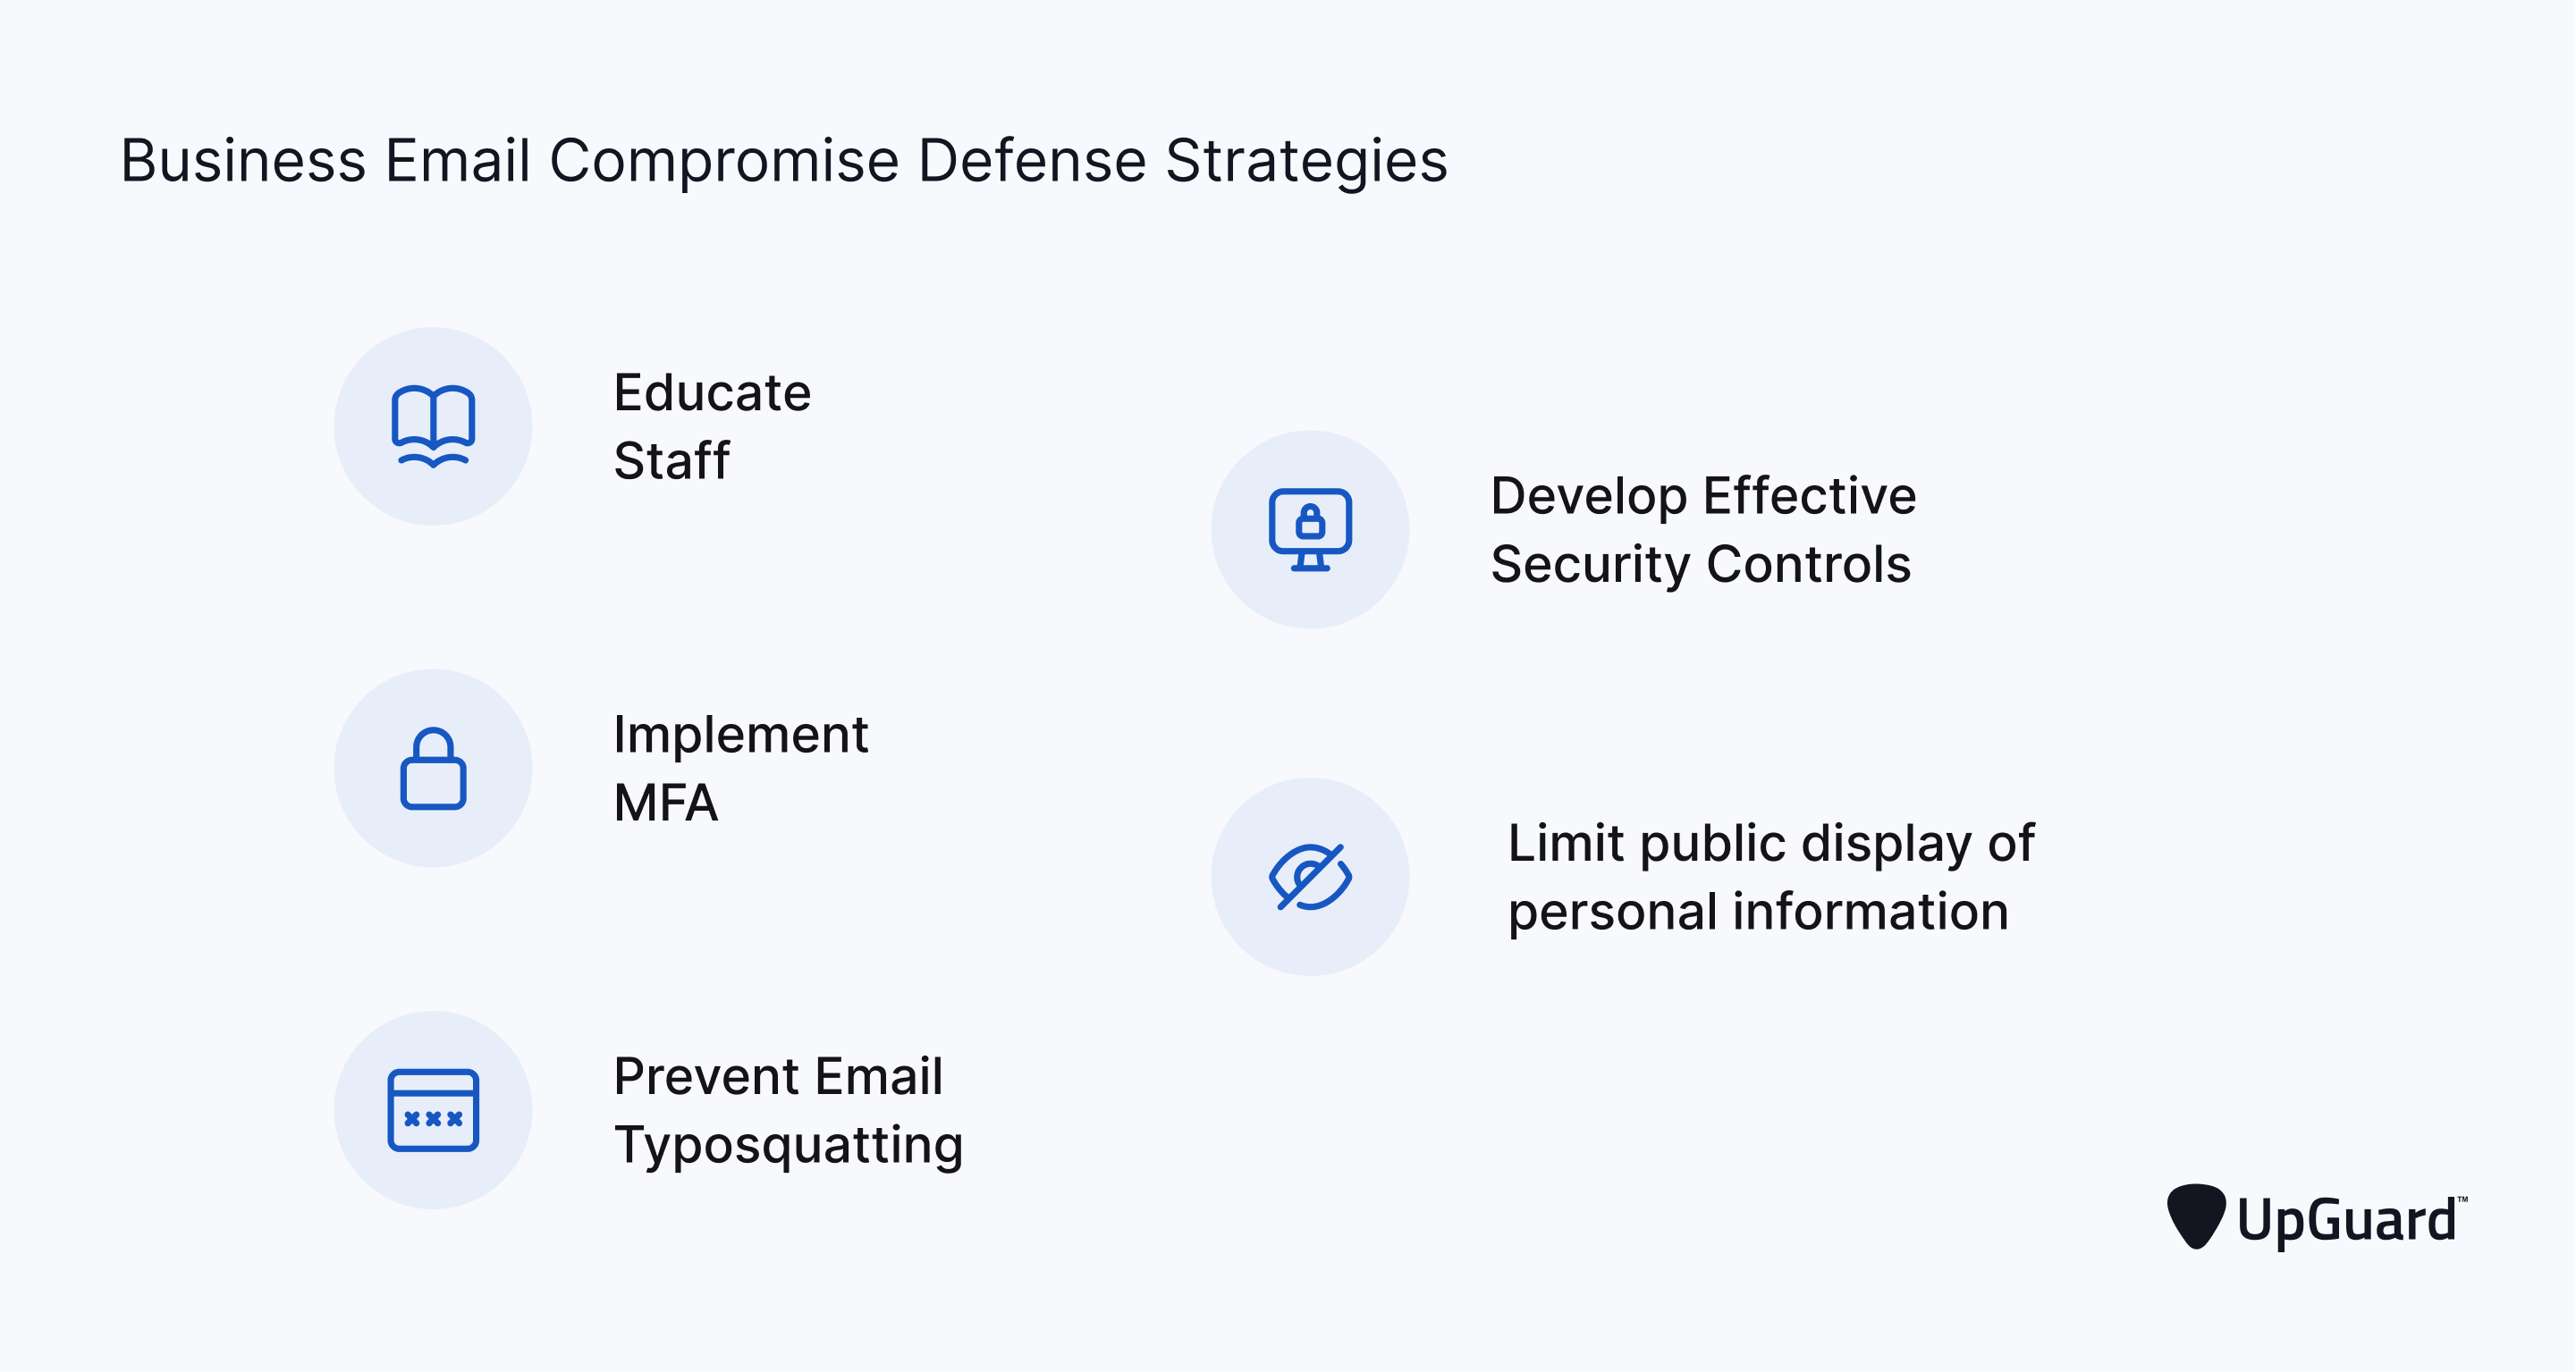 Business Email Compromise Defense Strategies
Educate
Staff
Implement
MFA
Prevent Email
Typosquatting
Develop Effective
Security Controls
Limit public display of
personal information
UpGuard™